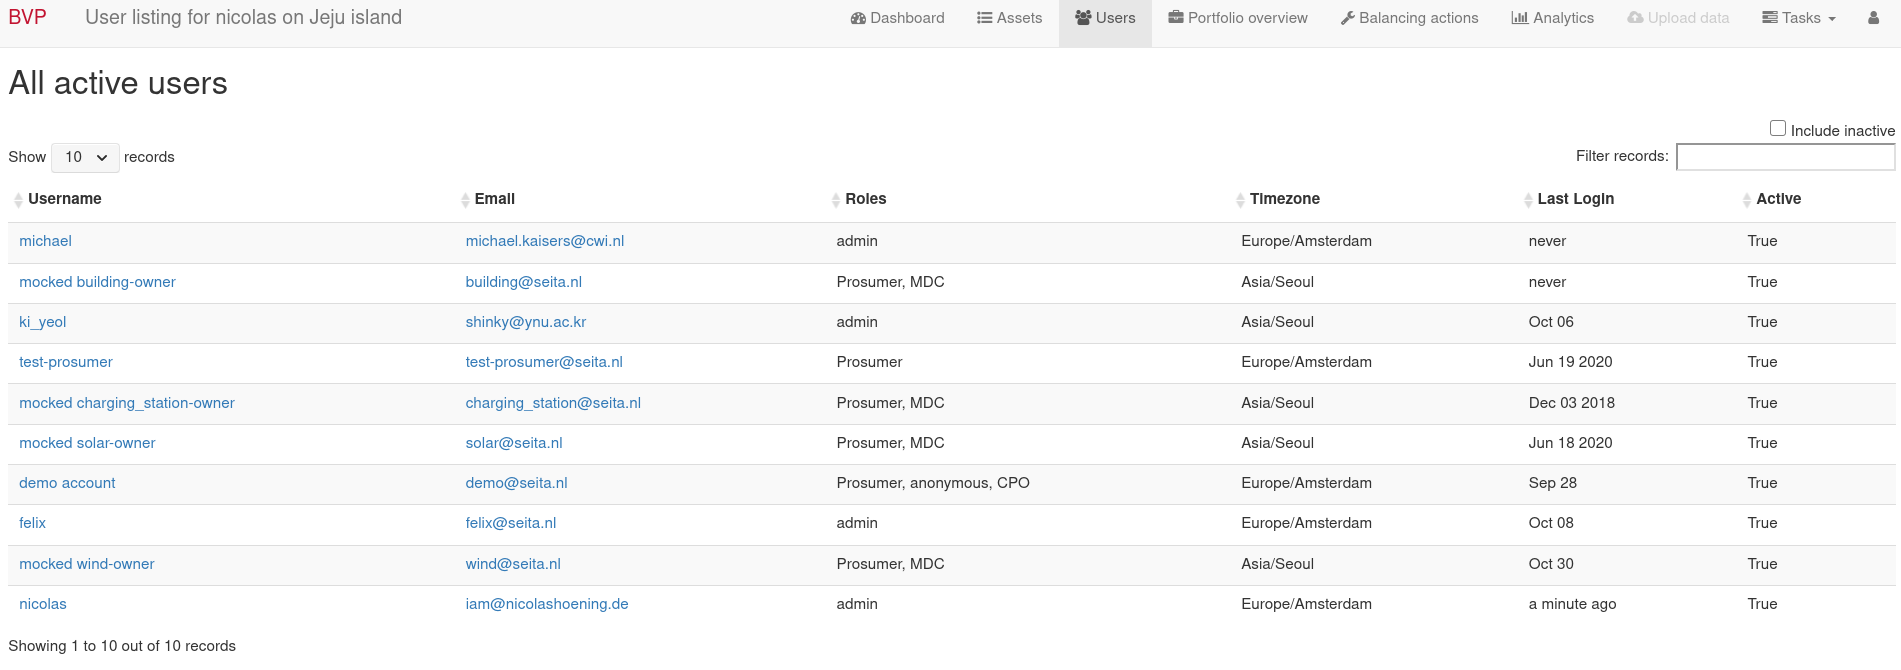 BVP User listing for nicolas on Jeju island Dashboard Assets Users Portfolio overview Balancing actions Analytics Upload data Tasks
All active users
Include inactive
Show 10 records Filter records:
Username Email Roles Timezone Last Login Active
michael michael.kaisers@cwi.nl admin Europe/Amsterdam never True
mocked building-owner building@seita.nl Prosumer, MDC Asia/Seoul never True
ki_yeol shinky@ynu.ac.kr admin Asia/Seoul Oct 06 True
test-prosumer test-prosumer@seita.nl Prosumer Europe/Amsterdam Jun 19 2020 True
mocked charging_station-owner charging_station@seita.nl Prosumer, MDC Asia/Seoul Dec 03 2018 True
mocked solar-owner solar@seita.nl Prosumer, MDC Asia/Seoul Jun 18 2020 True
demo account demo@seita.nl Prosumer, anonymous, CPO Europe/Amsterdam Sep 28 True
felix felix@seita.nl admin Europe/Amsterdam Oct 08 True
mocked wind-owner wind@seita.nl Prosumer, MDC Asia/Seoul Oct 30 True
nicolas iam@nicolashoening.de admin Europe/Amsterdam a minute ago True
Showing 1 to 10 out of 10 records